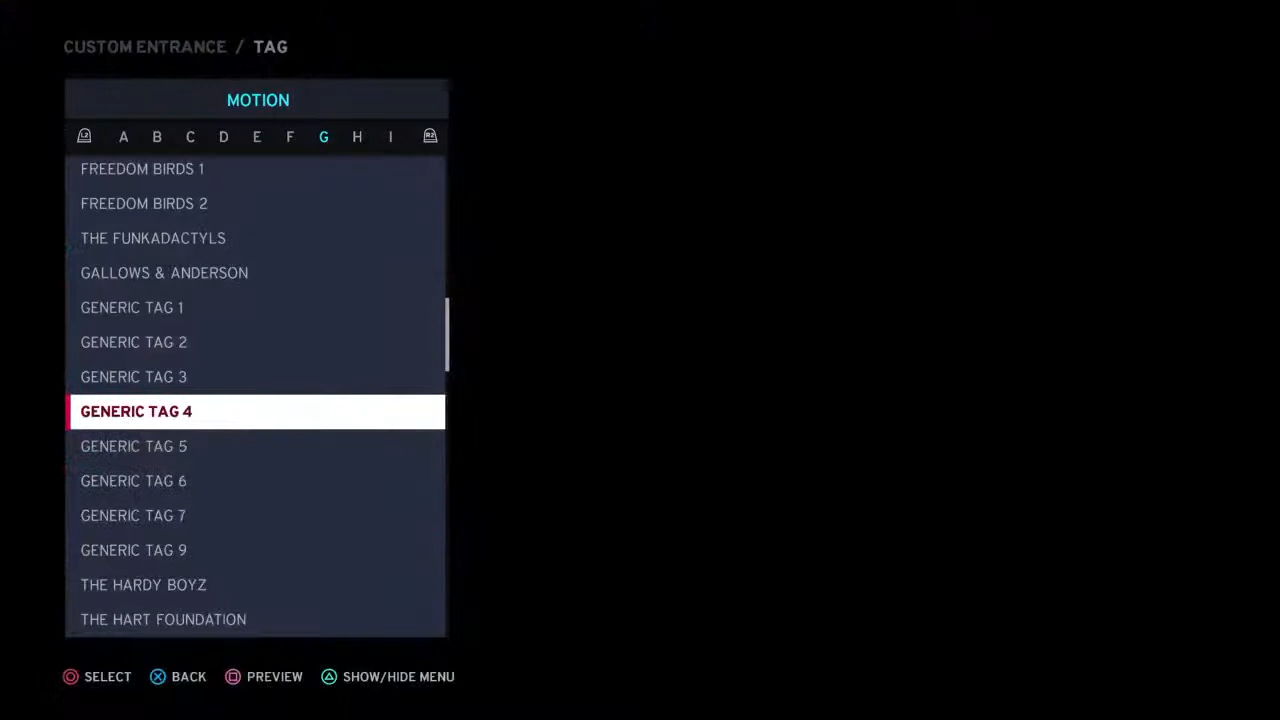 CUSTOM ENTRANCE / TAG
MOTION
L2 A B C D E F G H I R2
FREEDOM BIRDS 1
FREEDOM BIRDS 2
THE FUNKADACTYLS
GALLOWS & ANDERSON
GENERIC TAG 1
GENERIC TAG 2
GENERIC TAG 3
GENERIC TAG 4
GENERIC TAG 5
GENERIC TAG 6
GENERIC TAG 7
GENERIC TAG 9
THE HARDY BOYZ
THE HART FOUNDATION
SELECT BACK PREVIEW SHOW/HIDE MENU